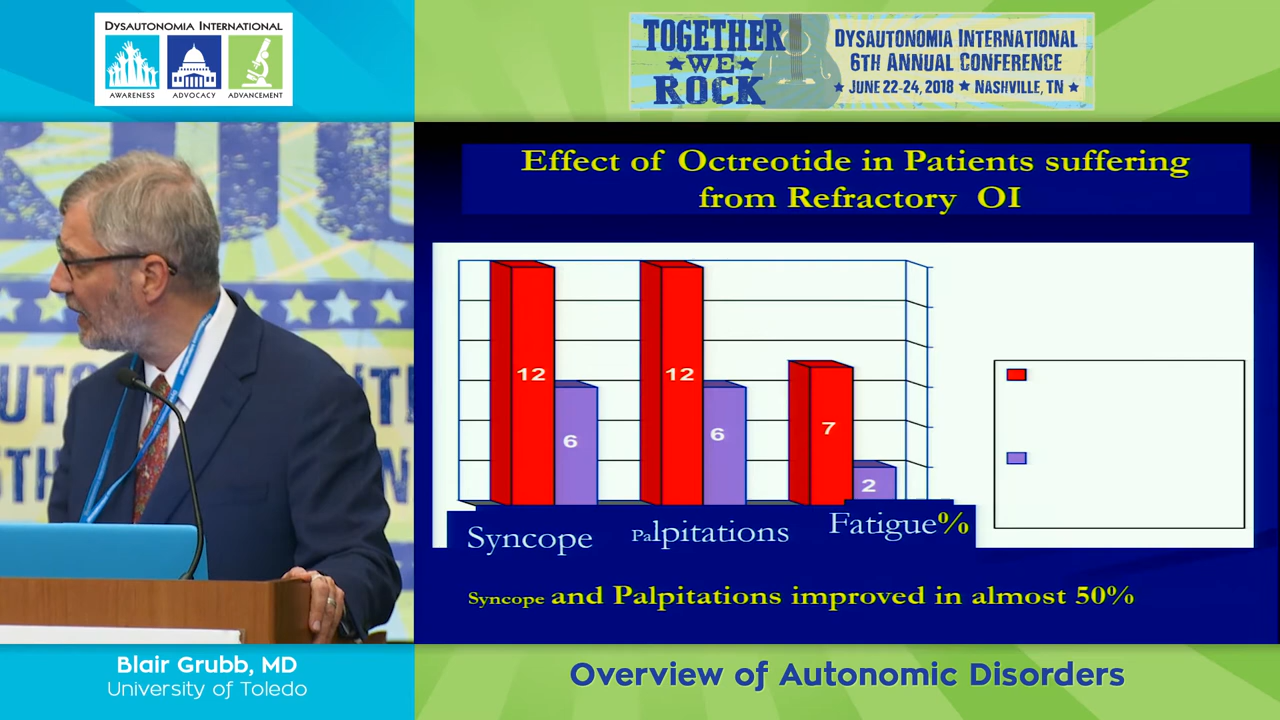 DYSAUTONOMIA INTERNATIONAL
AWARENESS ADVOCACY ADVANCEMENT
TOGETHER
WE
ROCK
DYSAUTONOMIA INTERNATIONAL
6TH ANNUAL CONFERENCE
JUNE 22-24, 2018 NASHVILLE, TN
Effect of Octreotide in Patients suffering
from Refractory OI
12 6 12 6 7 2
Syncope Palpitations Fatigue%
Syncope and Palpitations improved in almost 50%
Blair Grubb, MD
University of Toledo
Overview of Autonomic Disorders